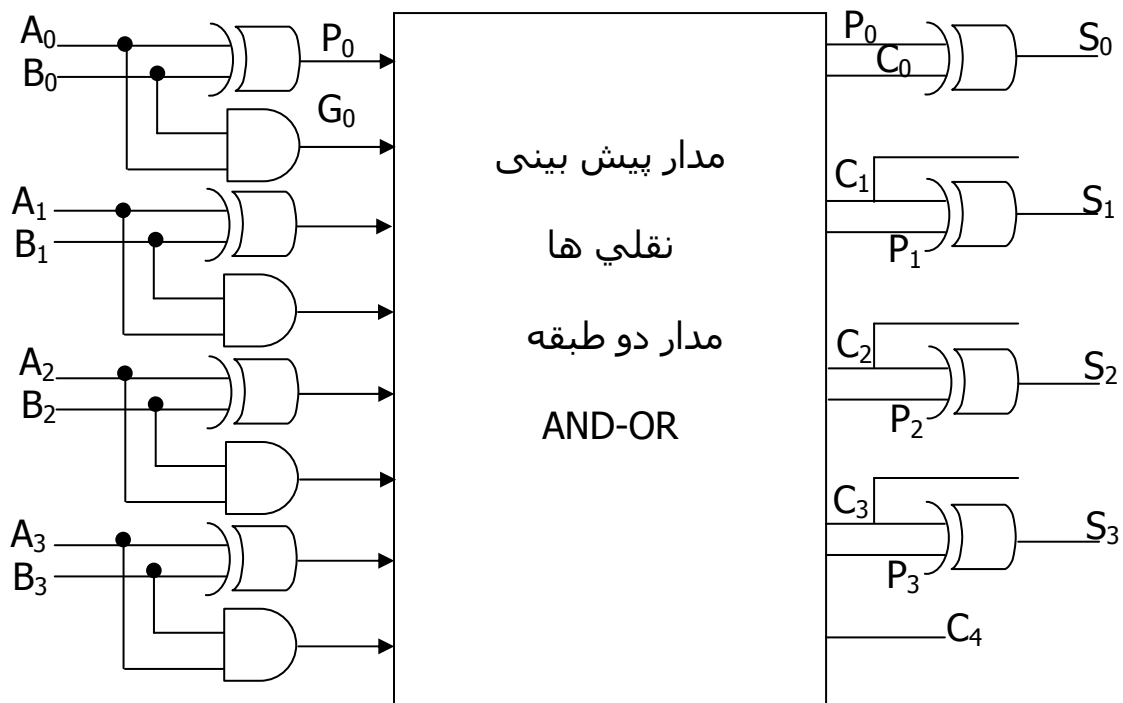 A0
B0
P0
G0
A1
B1
A2
B2
A3
B3
مدار پیش بینی
نقلي ها
مدار دو طبقه
AND-OR
P0
C0
S0
C1
P1
S1
C2
P2
S2
C3
P3
S3
C4